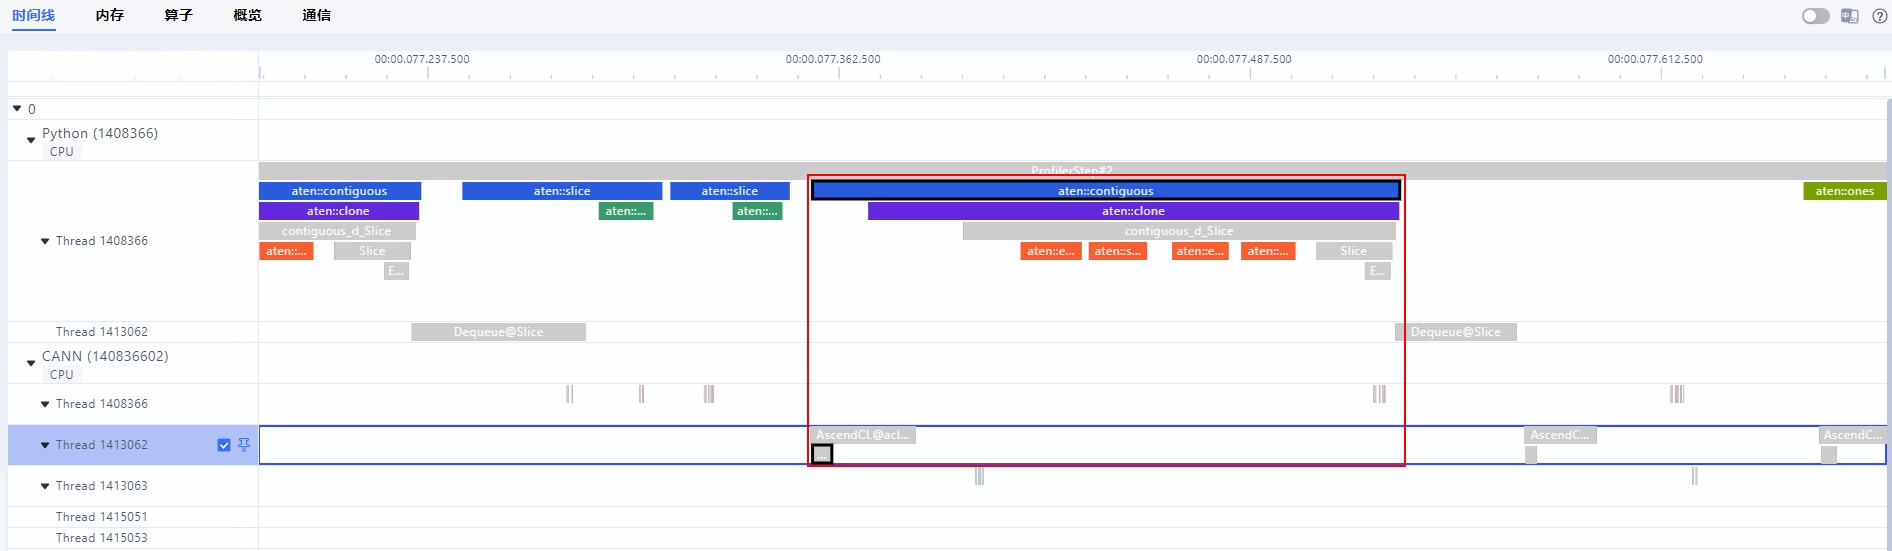 时间线 内存 算子 概览 通信
00:00.077.237.500 00:00.077.362.500 00:00.077.487.500 00:00.077.612.500
0
Python (1408366)
CPU
ProfilerStep#2
aten::contiguous aten::slice aten::slice aten::contiguous aten::ones
aten::clone aten::... aten::... aten::clone
Thread 1408366 contiguous_d_Slice contiguous_d_Slice
aten::... Slice aten::e... aten::s... aten::e... aten::... Slice
E... E...
Thread 1413062 Dequeue@Slice Dequeue@Slice
CANN (140836602)
CPU
Thread 1408366
AscendCL@acl... AscendC... AscendC...
Thread 1413062
...
Thread 1413063
Thread 1415051
Thread 1415053